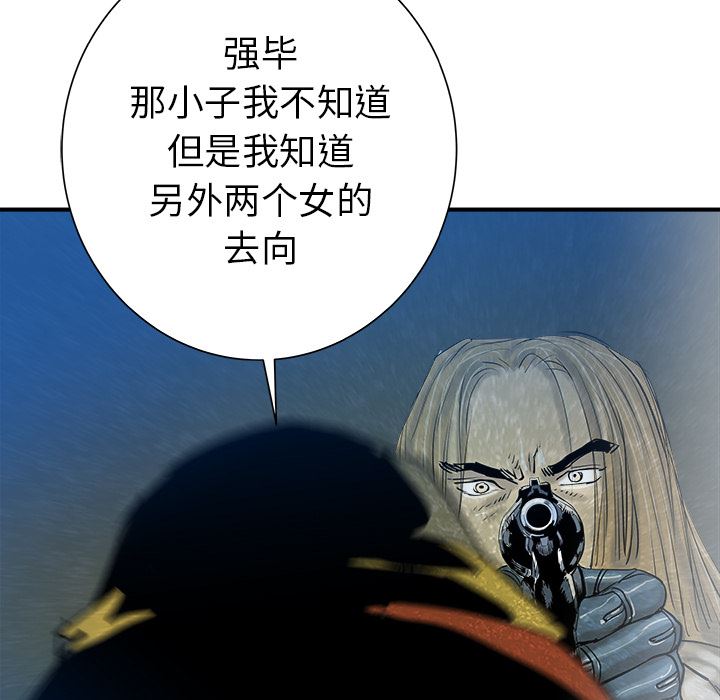 强毕
那小子我不知道
但是我知道
另外两个女的
去向